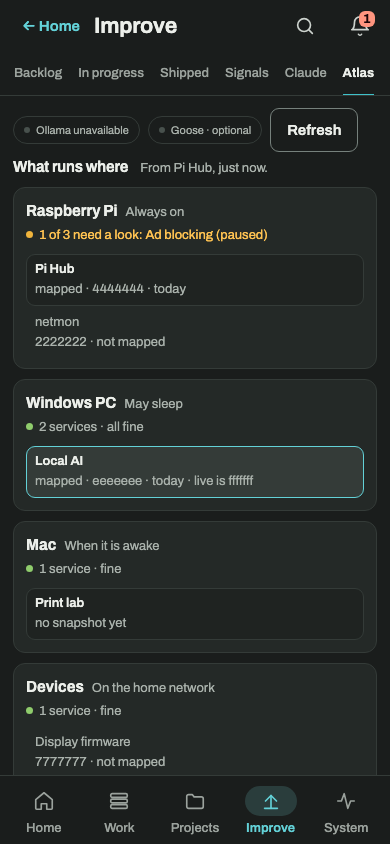 ← Home Improve
1
Backlog In progress Shipped Signals Claude Atlas
Ollama unavailable Goose · optional Refresh
What runs where From Pi Hub, just now.
Raspberry Pi Always on
1 of 3 need a look: Ad blocking (paused)
Pi Hub
mapped · 4444444 · today
netmon
2222222 · not mapped
Windows PC May sleep
2 services · all fine
Local AI
mapped · eeeeeee · today · live is fffffff
Mac When it is awake
1 service · fine
Print lab
no snapshot yet
Devices On the home network
1 service · fine
Display firmware
7777777 · not mapped
Home Work Projects Improve System